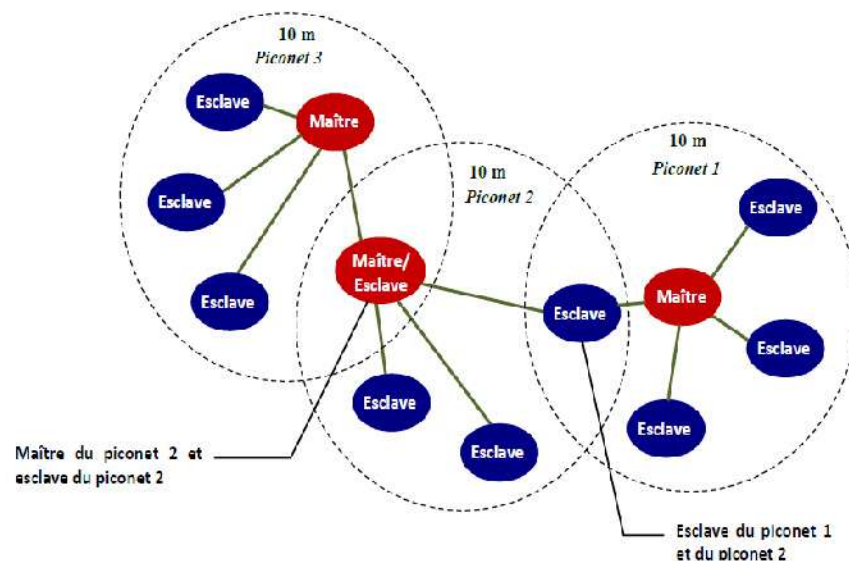 10 m
Piconet 3
Esclave
Maître
Esclave
Esclave
10 m
Piconet 2
Maître/
Esclave
Esclave
Esclave
10 m
Piconet 1
Esclave
Esclave
Maître
Esclave
Esclave
Maître du piconet 2 et
esclave du piconet 2
Esclave du piconet 1
et du piconet 2